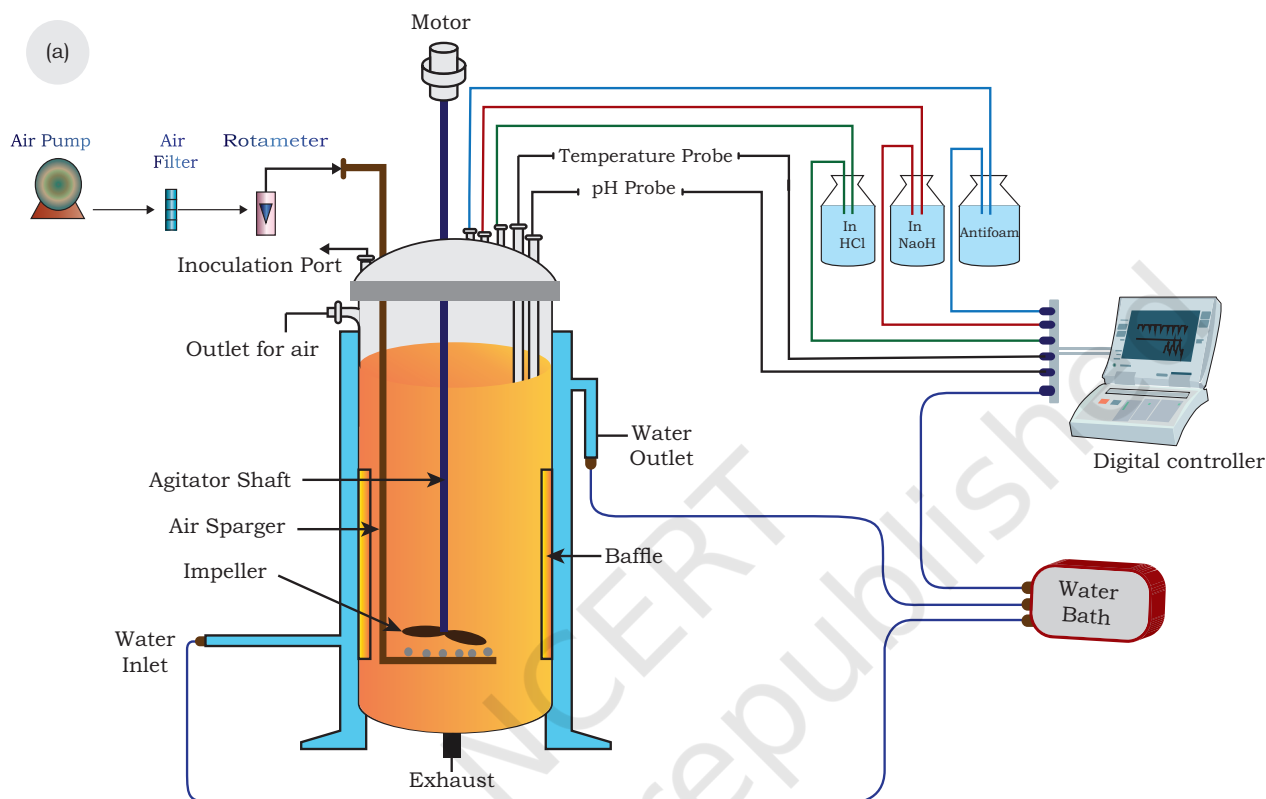 (a)
Motor
Air Pump
Air
Filter
Rotameter
Temperature Probe
pH Probe
In
HCl
In
NaoH
Antifoam
Inoculation Port
Outlet for air
Water
Outlet
Digital controller
Agitator Shaft
Air Sparger
Impeller
Baffle
Water
Bath
Water
Inlet
Exhaust
NCERT
republished